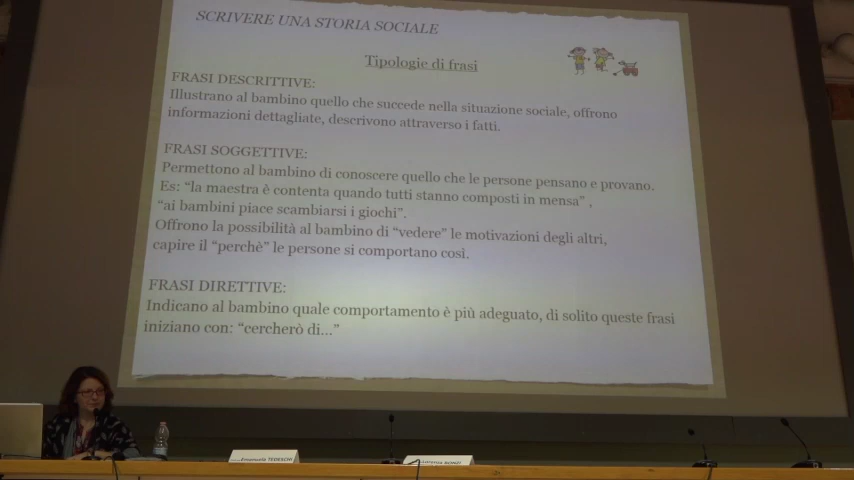 SCRIVERE UNA STORIA SOCIALE
Tipologie di frasi
FRASI DESCRITTIVE:
Illustrano al bambino quello che succede nella situazione sociale, offrono
informazioni dettagliate, descrivono attraverso i fatti.
FRASI SOGGETTIVE:
Permettono al bambino di conoscere quello che le persone pensano e provano.
Es: “la maestra è contenta quando tutti stanno composti in mensa” ,
“ai bambini piace scambiarsi i giochi”.
Offrono la possibilità al bambino di “vedere” le motivazioni degli altri,
capire il “perchè” le persone si comportano così.
FRASI DIRETTIVE:
Indicano al bambino quale comportamento è più adeguato, di solito queste frasi
iniziano con: “cercherò di...”
Emanuela TEDESCHI